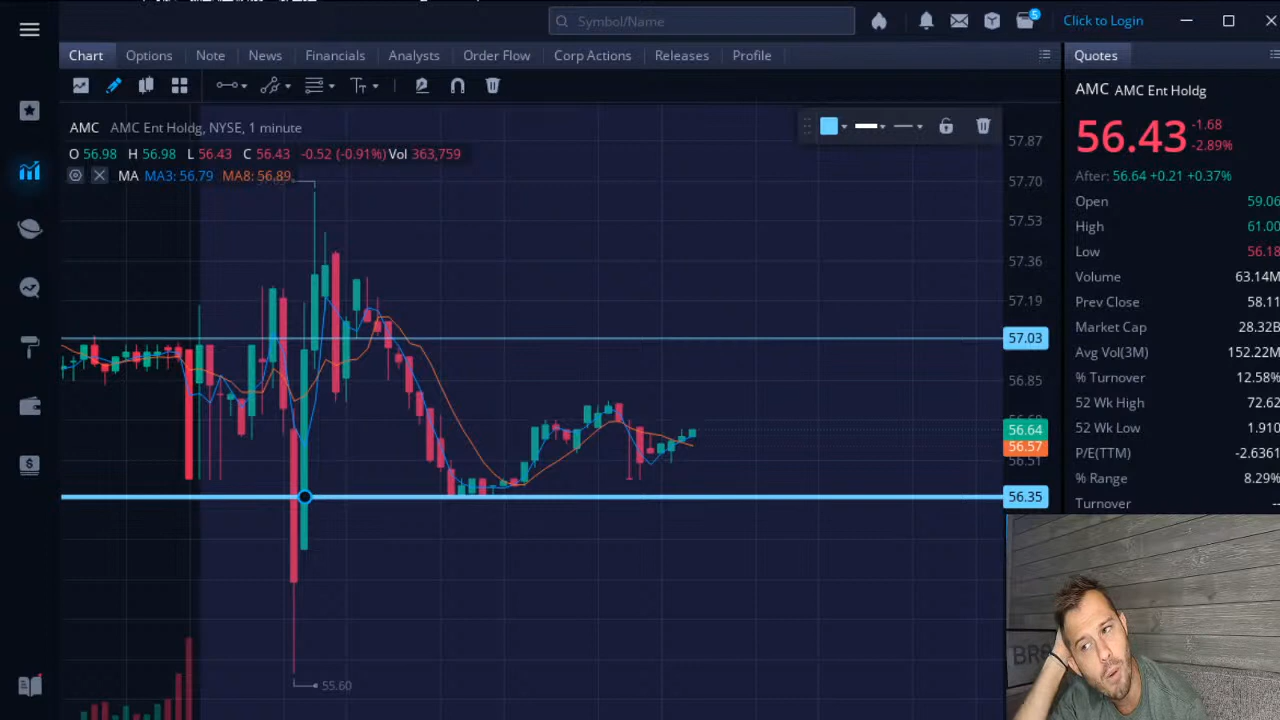 Symbol/Name
5
Click to Login
Chart Options Note News Financials Analysts Order Flow Corp Actions Releases Profile
Quotes
AMC AMC Ent Holdg
56.43 -1.68
-2.89%
After: 56.64 +0.21 +0.37%
AMC AMC Ent Holdg, NYSE, 1 minute
O 56.98 H 56.98 L 56.43 C 56.43 -0.52 (-0.91%) Vol 363,759
MA MA3: 56.79 MA8: 56.89
57.87
57.70
57.53
57.36
57.19
57.03
56.85
56.64
56.57
56.51
56.35
55.60
Open 59.06
High 61.00
Low 56.18
Volume 63.14M
Prev Close 58.11
Market Cap 28.32B
Avg Vol(3M) 152.22M
% Turnover 12.58%
52 Wk High 72.62
52 Wk Low 1.910
P/E(TTM) -2.6361
% Range 8.29%
Turnover --